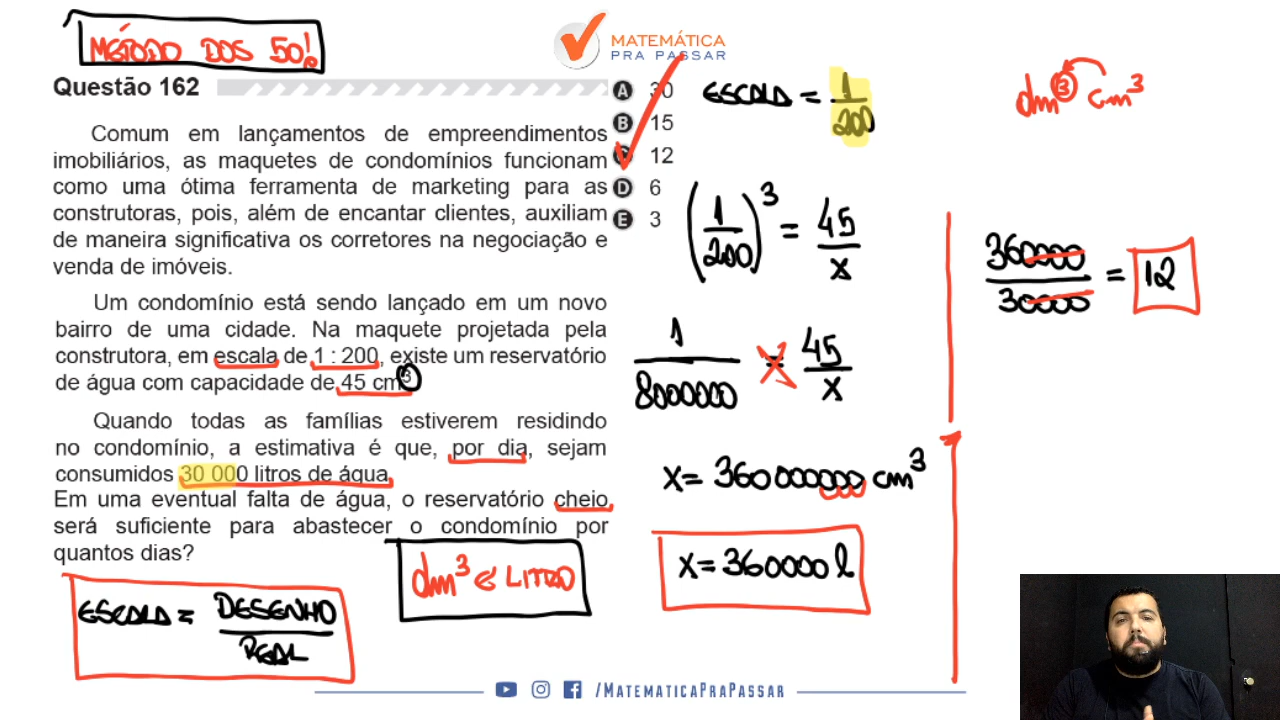 MÉTODO DOS 50!
MATEMÁTICA
PRA PASSAR
Questão 162
Comum em lançamentos de empreendimentos
imobiliários, as maquetes de condomínios funcionam
como uma ótima ferramenta de marketing para as
construtoras, pois, além de encantar clientes, auxiliam
de maneira significativa os corretores na negociação e
venda de imóveis.
Um condomínio está sendo lançado em um novo
bairro de uma cidade. Na maquete projetada pela
construtora, em escala de 1 : 200, existe um reservatório
de água com capacidade de 45 cm³
Quando todas as famílias estiverem residindo
no condomínio, a estimativa é que, por dia, sejam
consumidos 30 000 litros de água.
Em uma eventual falta de água, o reservatório cheio
será suficiente para abastecer o condomínio por
quantos dias?
ESCALA = DESENHO
REAL
dm³ é LITRO
A 30
B 15
C 12
D 6
E 3
ESCALA = 1
200
(1/200)³ = 45/x
1/8000000 = 45/x
x = 360000000 cm³
x = 360000 l
dm³ cm³
360000/30000 = 12
/MatematicaPraPassar